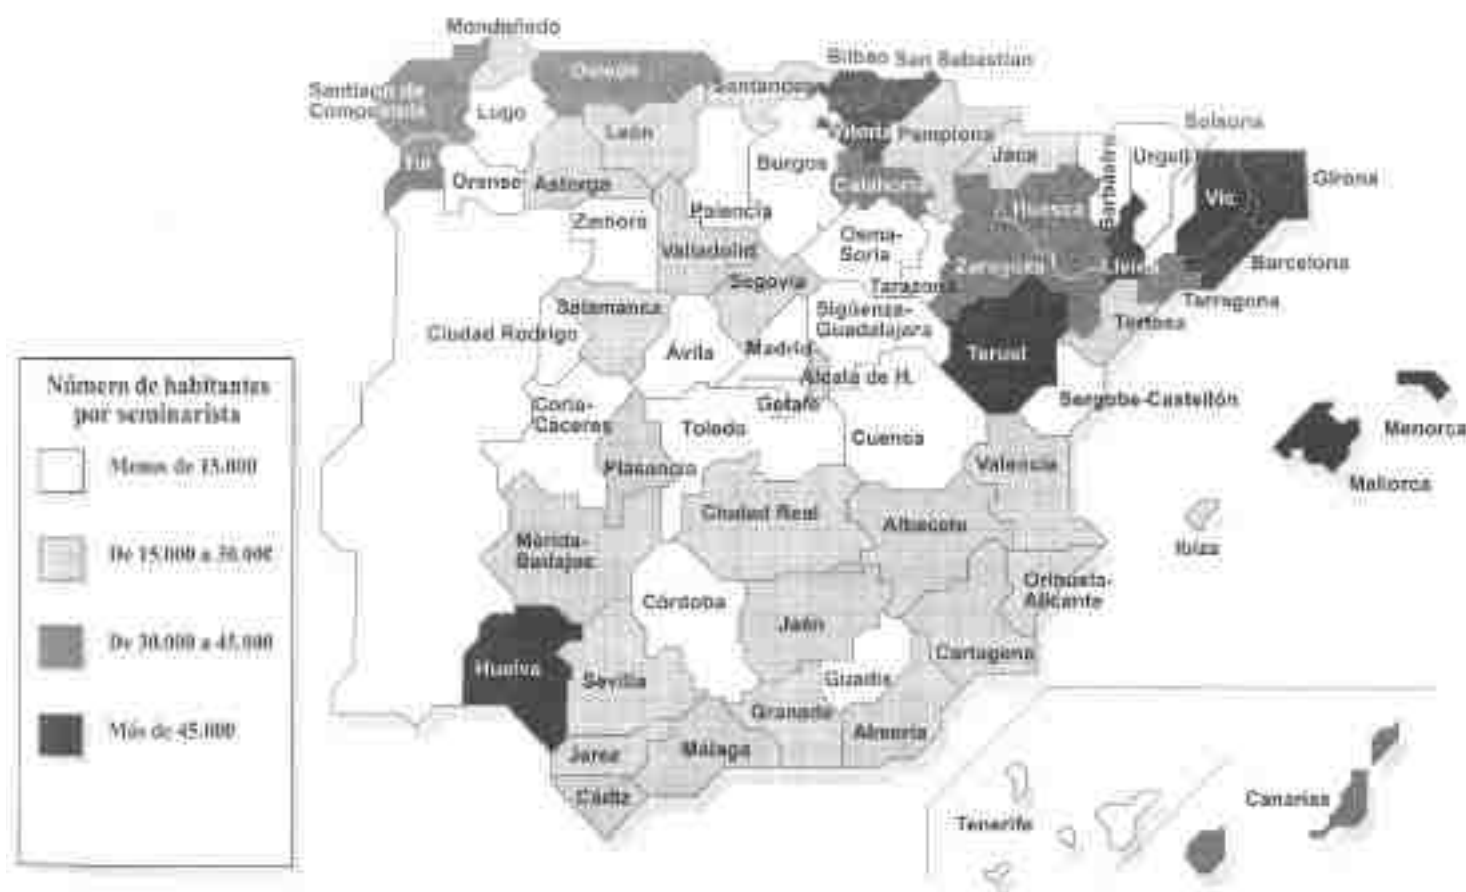 Mondoñedo
Bilbao San Sebastian
Oviedo
Santander
Santiago de
Compostela
Lugo
León
Vitoria
Pamplona
Solsona
Jaca
Barbastro
Urgell
Burgos
Girona
Orense
Astorga
Calahorra
Huesca
Vic
Zamora
Palencia
Osma-
Soria
Valladolid
Zaragoza
Barcelona
Segovia
Tarazona
Salamanca
Sigüenza-
Guadalajara
Tarragona
Tortosa
Ciudad Rodrigo
Avila
Madrid
Teruel
Alcalá de H.
Getafe
Segorbe-Castellón
Coria-
Caceres
Toledo
Cuenca
Menorca
Mallorca
Plasencia
Valencia
Ciudad Real
Albacete
Ibiza
Mérida-
Badajoz
Orihuela-
Alicante
Córdoba
Jaén
Cartagena
Huelva
Sevilla
Guadix
Granada
Almería
Jerez
Málaga
Cádiz
Canarias
Tenerife
Número de habitantes
por seminarista
Menos de 15.000
De 15.000 a 30.000
De 30.000 a 45.000
Más de 45.000